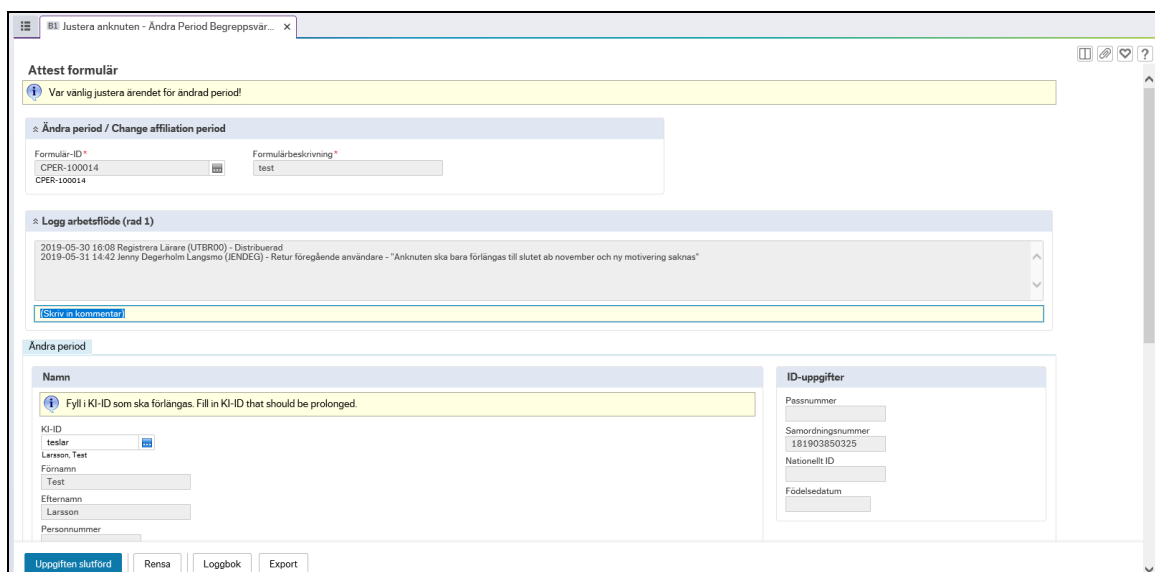 B1 Justera anknuten - Ändra Period Begreppsvär... ×
?
Attest formulär
Var vänlig justera ärendet för ändrad period!
Ändra period / Change affiliation period
Formulär-ID* Formulärbeskrivning*
CPER-100014 test
CPER-100014
Logg arbetsflöde (rad 1)
2019-05-30 16:08 Registrera Lärare (UTBR00) - Distribuerad
2019-05-31 14:42 Jenny Degerholm Langsmo (JENDEG) - Retur föregående användare - "Anknuten ska bara förlängas till slutet ab november och ny motivering saknas"
(Skriv in kommentar)
Ändra period
Namn
Fyll i KI-ID som ska förlängas. Fill in KI-ID that should be prolonged.
KI-ID
teslar
Larsson, Test
Förnamn
Test
Efternamn
Larsson
Personnummer
ID-uppgifter
Passnummer
Samordningsnummer
181903850325
Nationellt ID
Födelsedatum
Uppgiften slutförd Rensa Loggbok Export